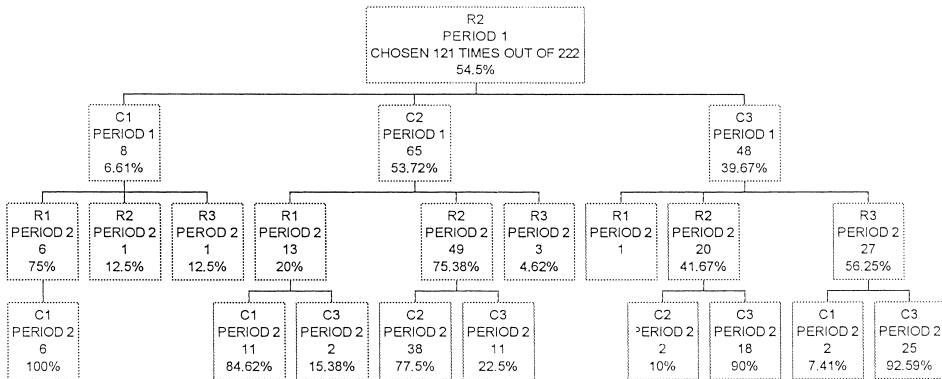 R2
PERIOD 1
CHOSEN 121 TIMES OUT OF 222
54.5%
C1
PERIOD 1
8
6.61%
C2
PERIOD 1
65
53.72%
C3
PERIOD 1
48
39.67%
R1
PERIOD 2
6
75%
R2
PERIOD 2
1
12.5%
R3
PERIOD 2
1
12.5%
R1
PERIOD 2
13
20%
R2
PERIOD 2
49
75.38%
R3
PERIOD 2
3
4.62%
R1
PERIOD 2
1
R2
PERIOD 2
20
41.67%
R3
PERIOD 2
27
56.25%
C1
PERIOD 2
6
100%
C1
PERIOD 2
11
84.62%
C3
PERIOD 2
2
15.38%
C2
PERIOD 2
38
77.5%
C3
PERIOD 2
11
22.5%
C2
PERIOD 2
2
10%
C3
PERIOD 2
18
90%
C1
PERIOD 2
2
7.41%
C3
PERIOD 2
25
92.59%